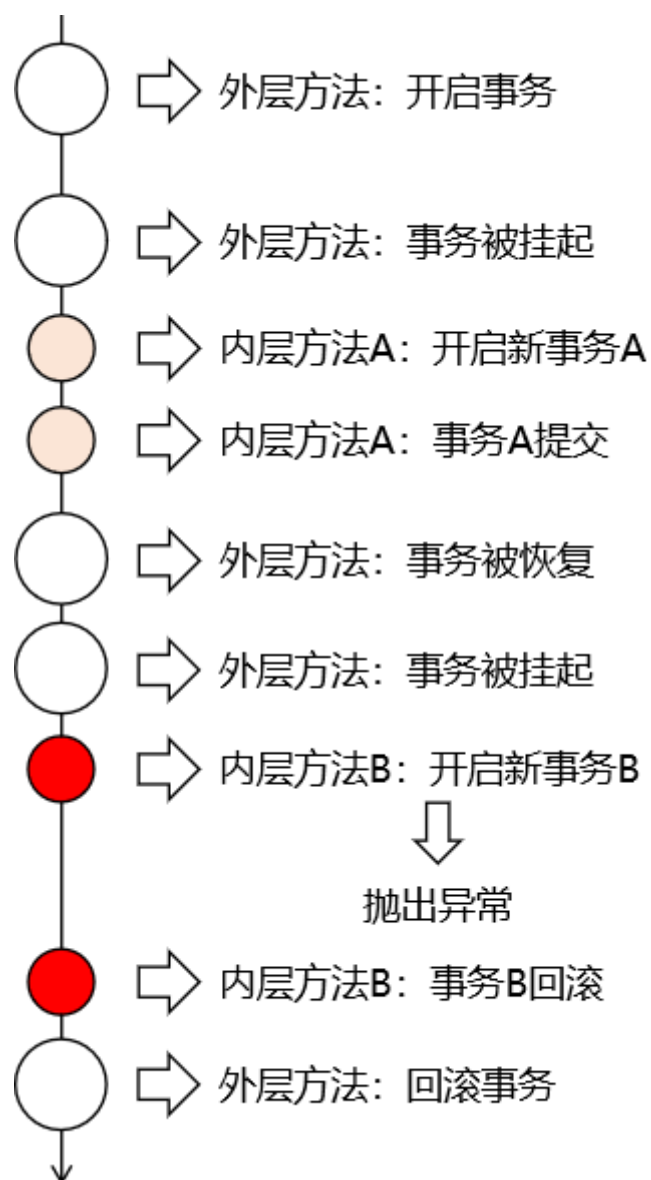 外层方法：开启事务
外层方法：事务被挂起
内层方法A：开启新事务A
内层方法A：事务A提交
外层方法：事务被恢复
外层方法：事务被挂起
内层方法B：开启新事务B
抛出异常
内层方法B：事务B回滚
外层方法：回滚事务